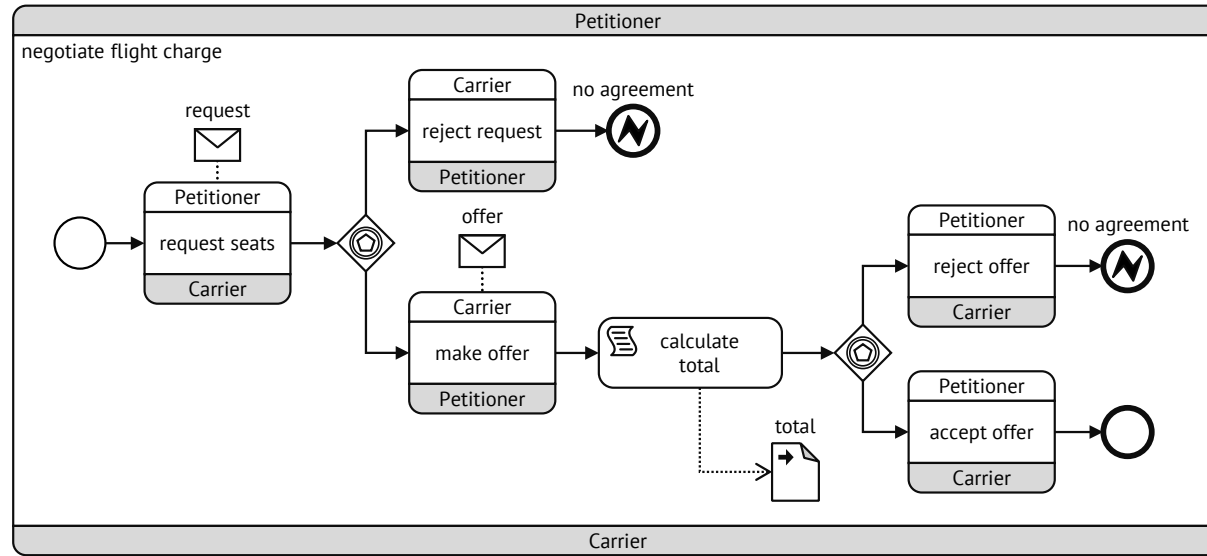 Petitioner
negotiate flight charge
request
Petitioner
request seats
Carrier
Carrier
reject request
Petitioner
no agreement
offer
Carrier
make offer
Petitioner
calculate
total
total
Petitioner
reject offer
Carrier
no agreement
Petitioner
accept offer
Carrier
Carrier